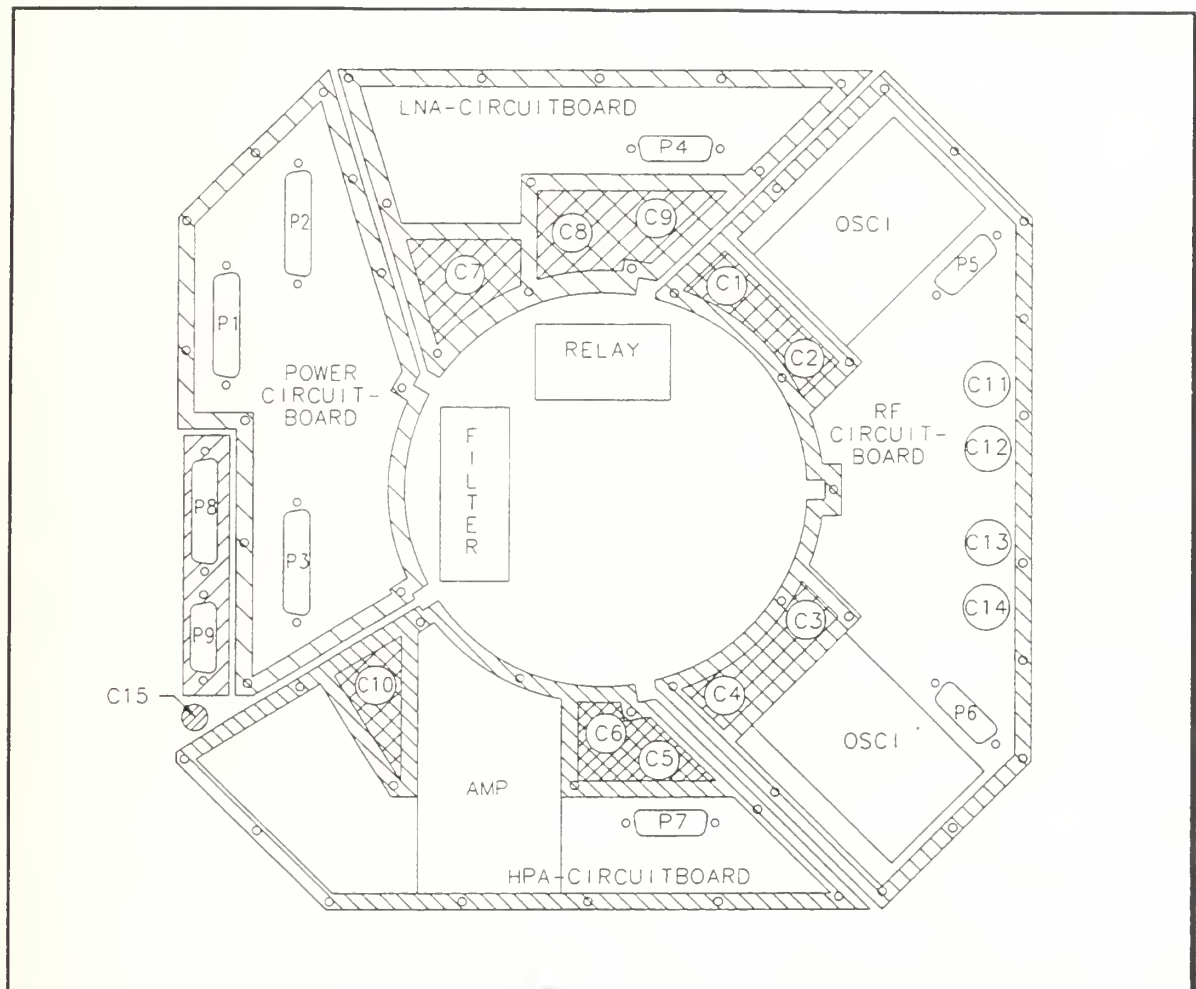 LNA-CIRCUITBOARD
P4
P2
C9
C8
OSCI
C7
P5
C1
P1
RELAY
C2
POWER
CIRCUIT-
BOARD
C11
RF
CIRCUIT-
BOARD
C12
FILTER
P8
P3
C13
C14
P9
C3
C10
C4
C15
P6
C6
C5
OSCI
AMP
P7
HPA-CIRCUITBOARD